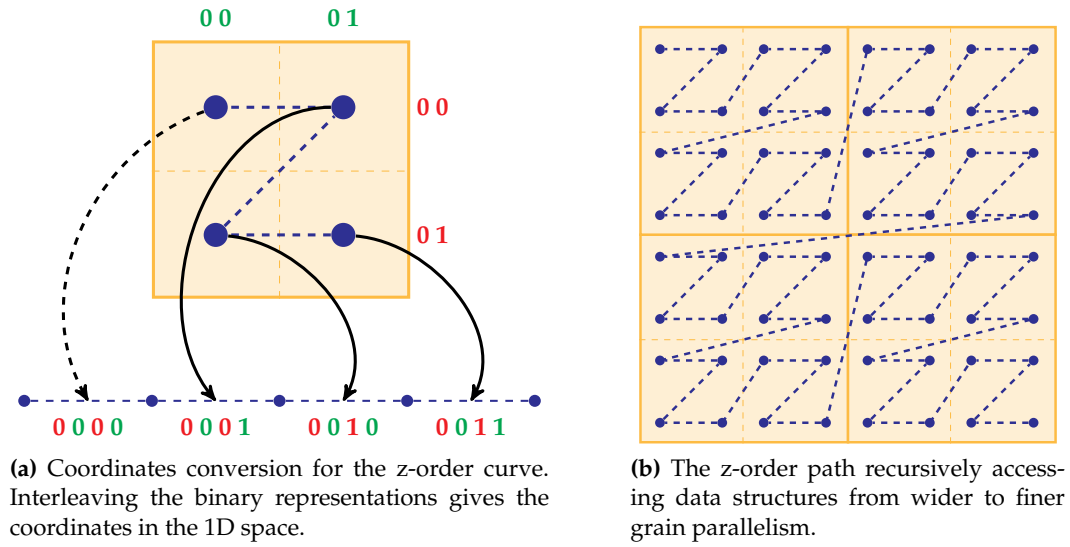 0 0 0 1
0 0
0 1
0 0 0 0 0 0 0 1 0 0 1 0 0 0 1 1
(a) Coordinates conversion for the z-order curve.
Interleaving the binary representations gives the
coordinates in the 1D space.
(b) The z-order path recursively access-
ing data structures from wider to finer
grain parallelism.